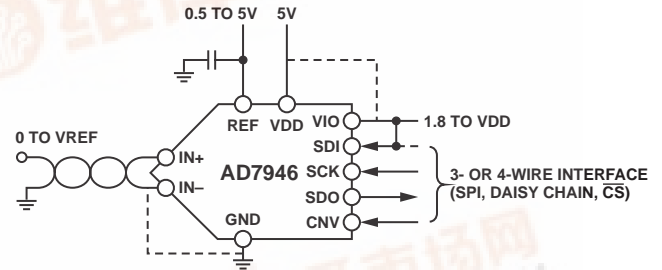 0.5 TO 5V 5V
REF VDD VIO 1.8 TO VDD
0 TO VREF
SDI
IN+
AD7946 SCK 3- OR 4-WIRE INTERFACE
(SPI, DAISY CHAIN, CS)
IN–
SDO
GND
CNV